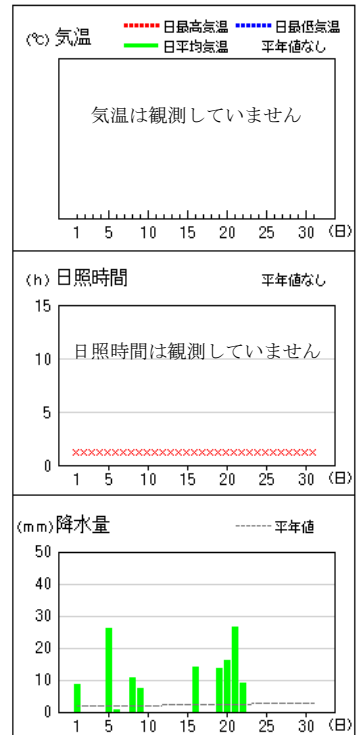 (℃) 気温 日最高気温 日最低気温
日平均気温 平年値なし
気温は観測していません
1 5 10 15 20 25 30 (日)
(h) 日照時間 平年値なし
15
日照時間は観測していません
10
5
0
1 5 10 15 20 25 30 (日)
(mm) 降水量 平年値
50
40
30
20
10
0
1 5 10 15 20 25 30 (日)